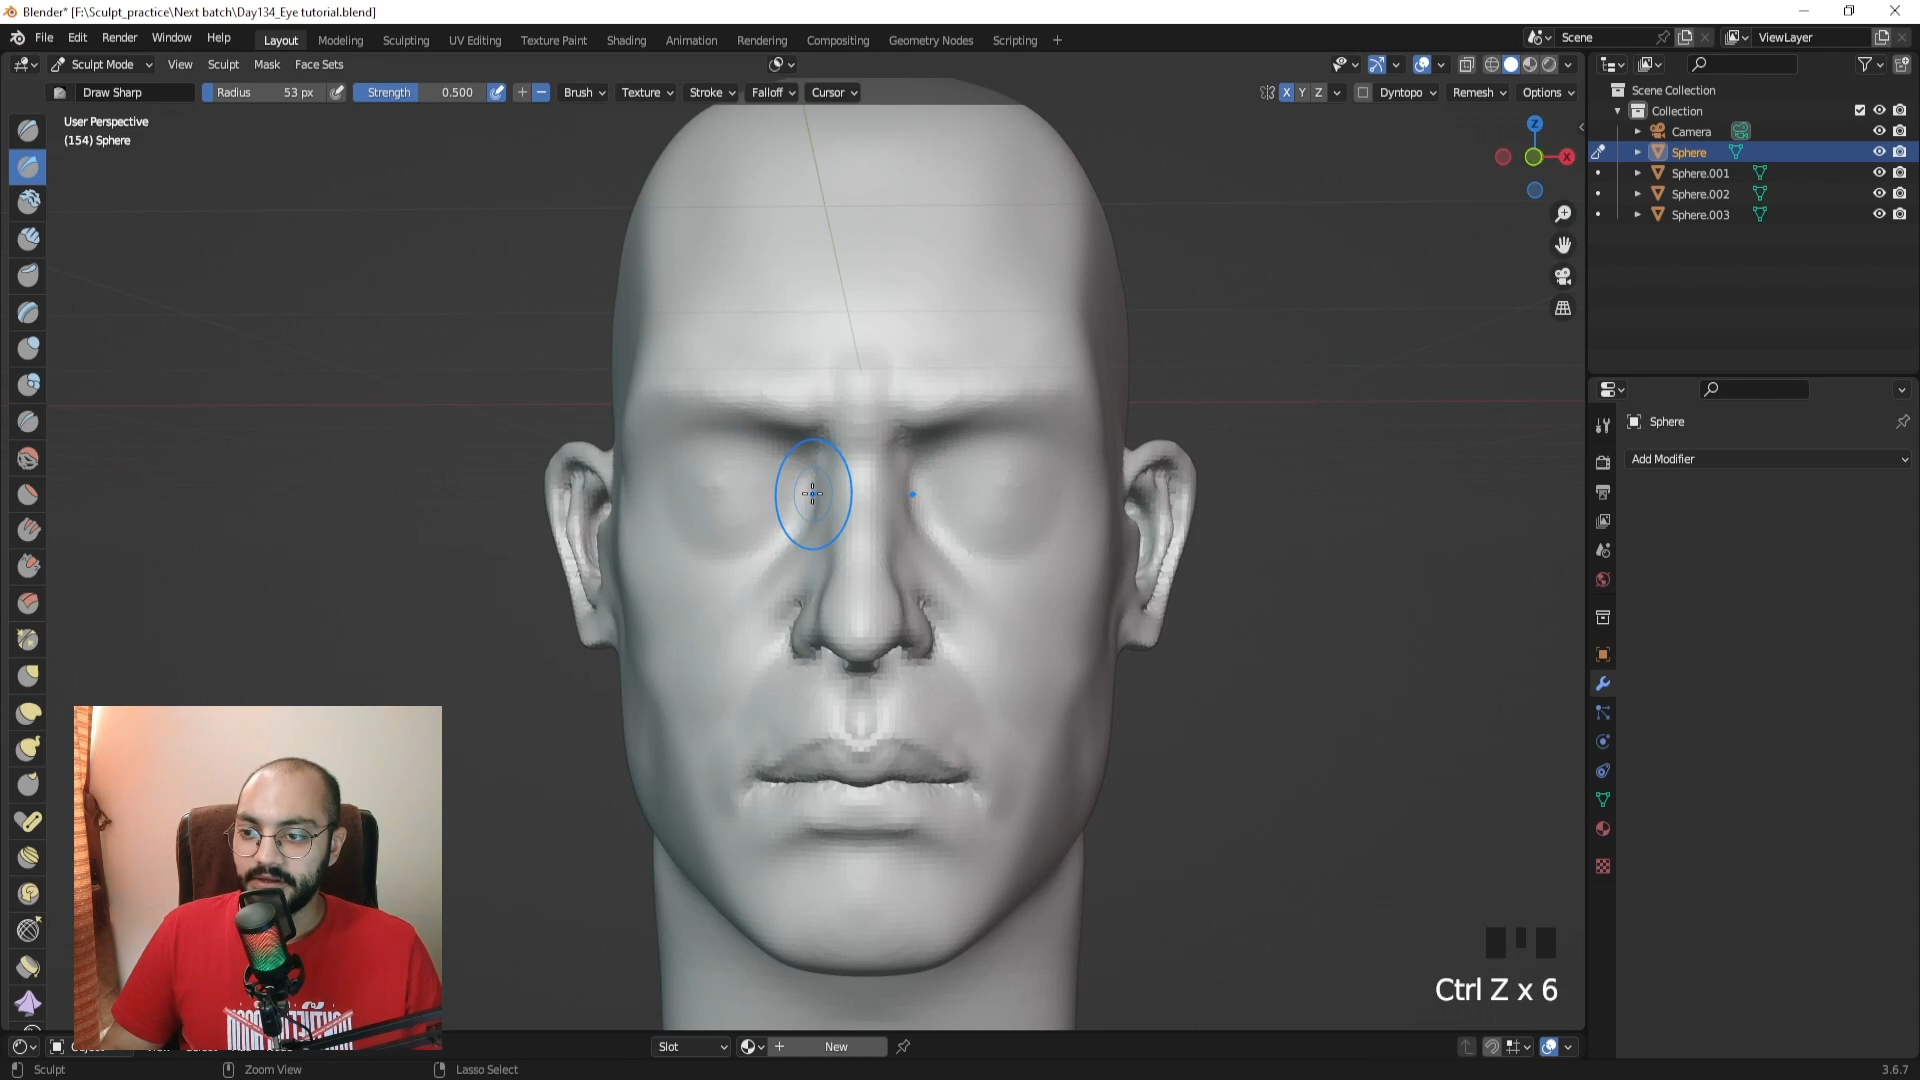 Blender* [F:\Sculpt_practice\Next batch\Day134_Eye tutorial.blend]
File Edit Render Window Help Layout Modeling Sculpting UV Editing Texture Paint Shading Animation Rendering Compositing Geometry Nodes Scripting + Scene ViewLayer
Sculpt Mode View Sculpt Mask Face Sets
Draw Sharp Radius 53 px Strength 0.500 Brush Texture Stroke Falloff Cursor X Y Z Dyntopo Remesh Options
User Perspective
(154) Sphere
Z
X
Scene Collection
Collection
Camera
Sphere
Sphere.001
Sphere.002
Sphere.003
Sphere
Add Modifier
Ctrl Z x 6
Slot New
Sculpt Zoom View Lasso Select 3.6.7